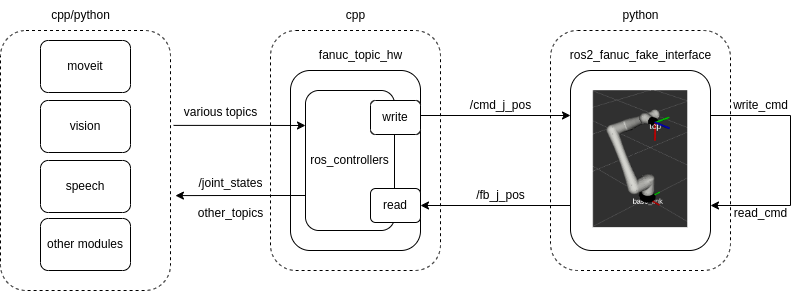 cpp/python
cpp
python
fanuc_topic_hw
ros2_fanuc_fake_interface
moveit
vision
speech
other modules
various topics
/joint_states
other_topics
ros_controllers
write
read
/cmd_j_pos
/fb_j_pos
top
base_link
write_cmd
read_cmd